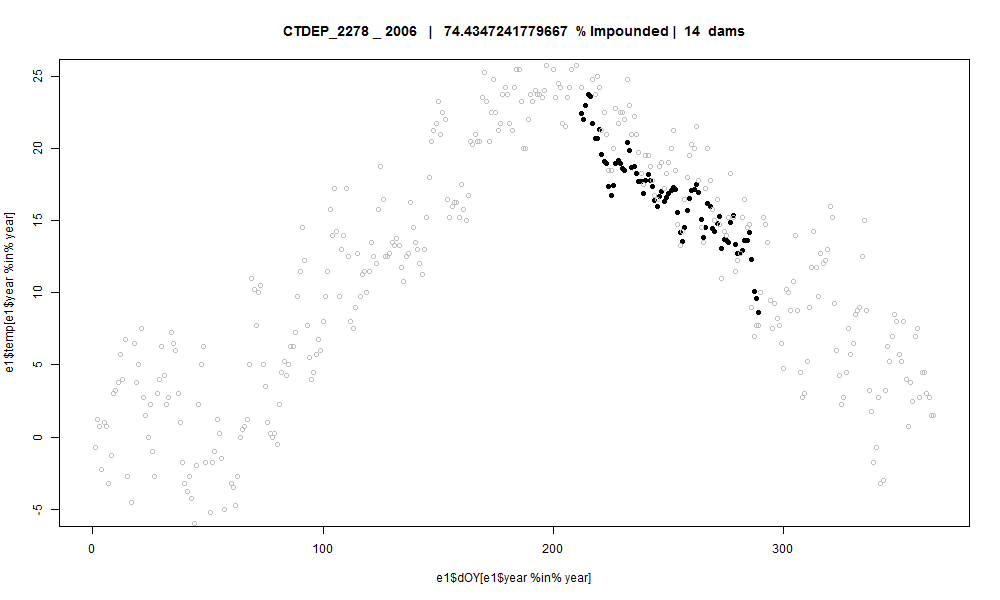 CTDEP_2278 _ 2006 | 74.4347241779667 % Impounded | 14 dams
25
20
15
10
5
0
-5
e1$temp[e1$year %in% year]
0 100 200 300
e1$dOY[e1$year %in% year]